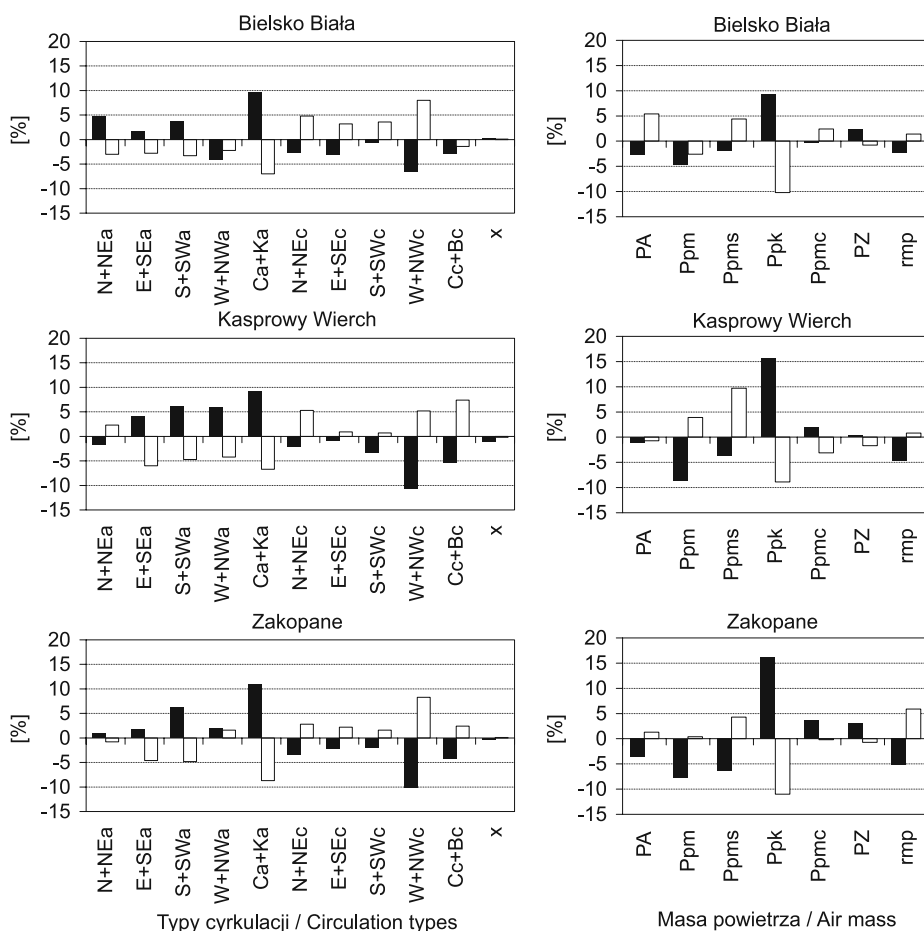 Bielsko Biała
[%]
20
15
10
5
0
-5
-10
-15
N+NEa
E+SEa
S+SWa
W+NWa
Ca+Ka
N+NEc
E+SEc
S+SWc
W+NWc
Cc+Bc
x
Bielsko Biała
[%]
20
15
10
5
0
-5
-10
-15
PA
Ppm
Ppms
Ppk
Ppmc
PZ
rmp
Kasprowy Wierch
[%]
20
15
10
5
0
-5
-10
-15
N+NEa
E+SEa
S+SWa
W+NWa
Ca+Ka
N+NEc
E+SEc
S+SWc
W+NWc
Cc+Bc
x
Kasprowy Wierch
[%]
20
15
10
5
0
-5
-10
-15
PA
Ppm
Ppms
Ppk
Ppmc
PZ
rmp
Zakopane
[%]
20
15
10
5
0
-5
-10
-15
N+NEa
E+SEa
S+SWa
W+NWa
Ca+Ka
N+NEc
E+SEc
S+SWc
W+NWc
Cc+Bc
x
Typy cyrkulacji / Circulation types
Zakopane
[%]
20
15
10
5
0
-5
-10
-15
PA
Ppm
Ppms
Ppk
Ppmc
PZ
rmp
Masa powietrza / Air mass